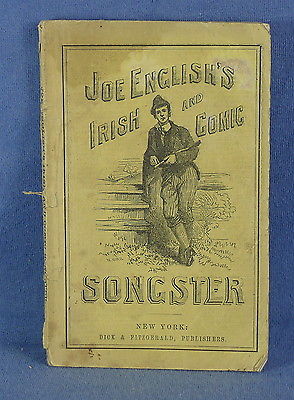 JOE ENGLISH'S
IRISH AND COMIC
SONGSTER
NEW YORK:
DICK & FITZGERALD, PUBLISHERS.